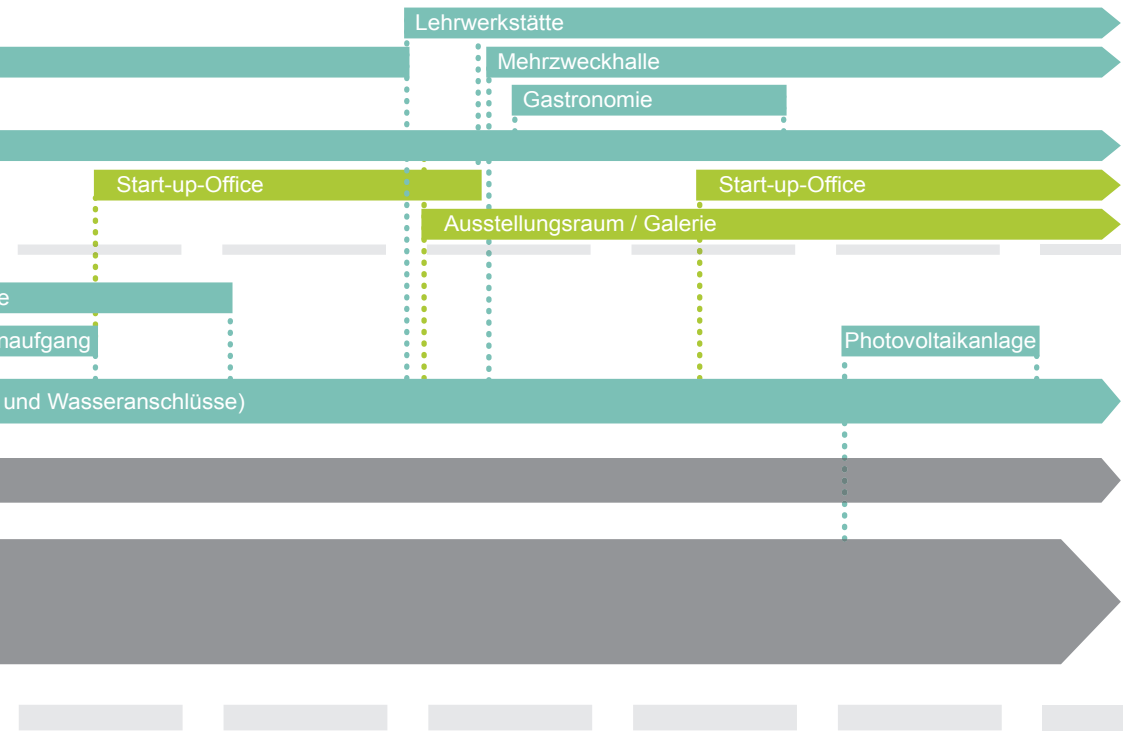 Lehrwerkstätte
Mehrzweckhalle
Gastronomie
Start-up-Office
Start-up-Office
Ausstellungsraum / Galerie
e
naufgang
Photovoltaikanlage
und Wasseranschlüsse)